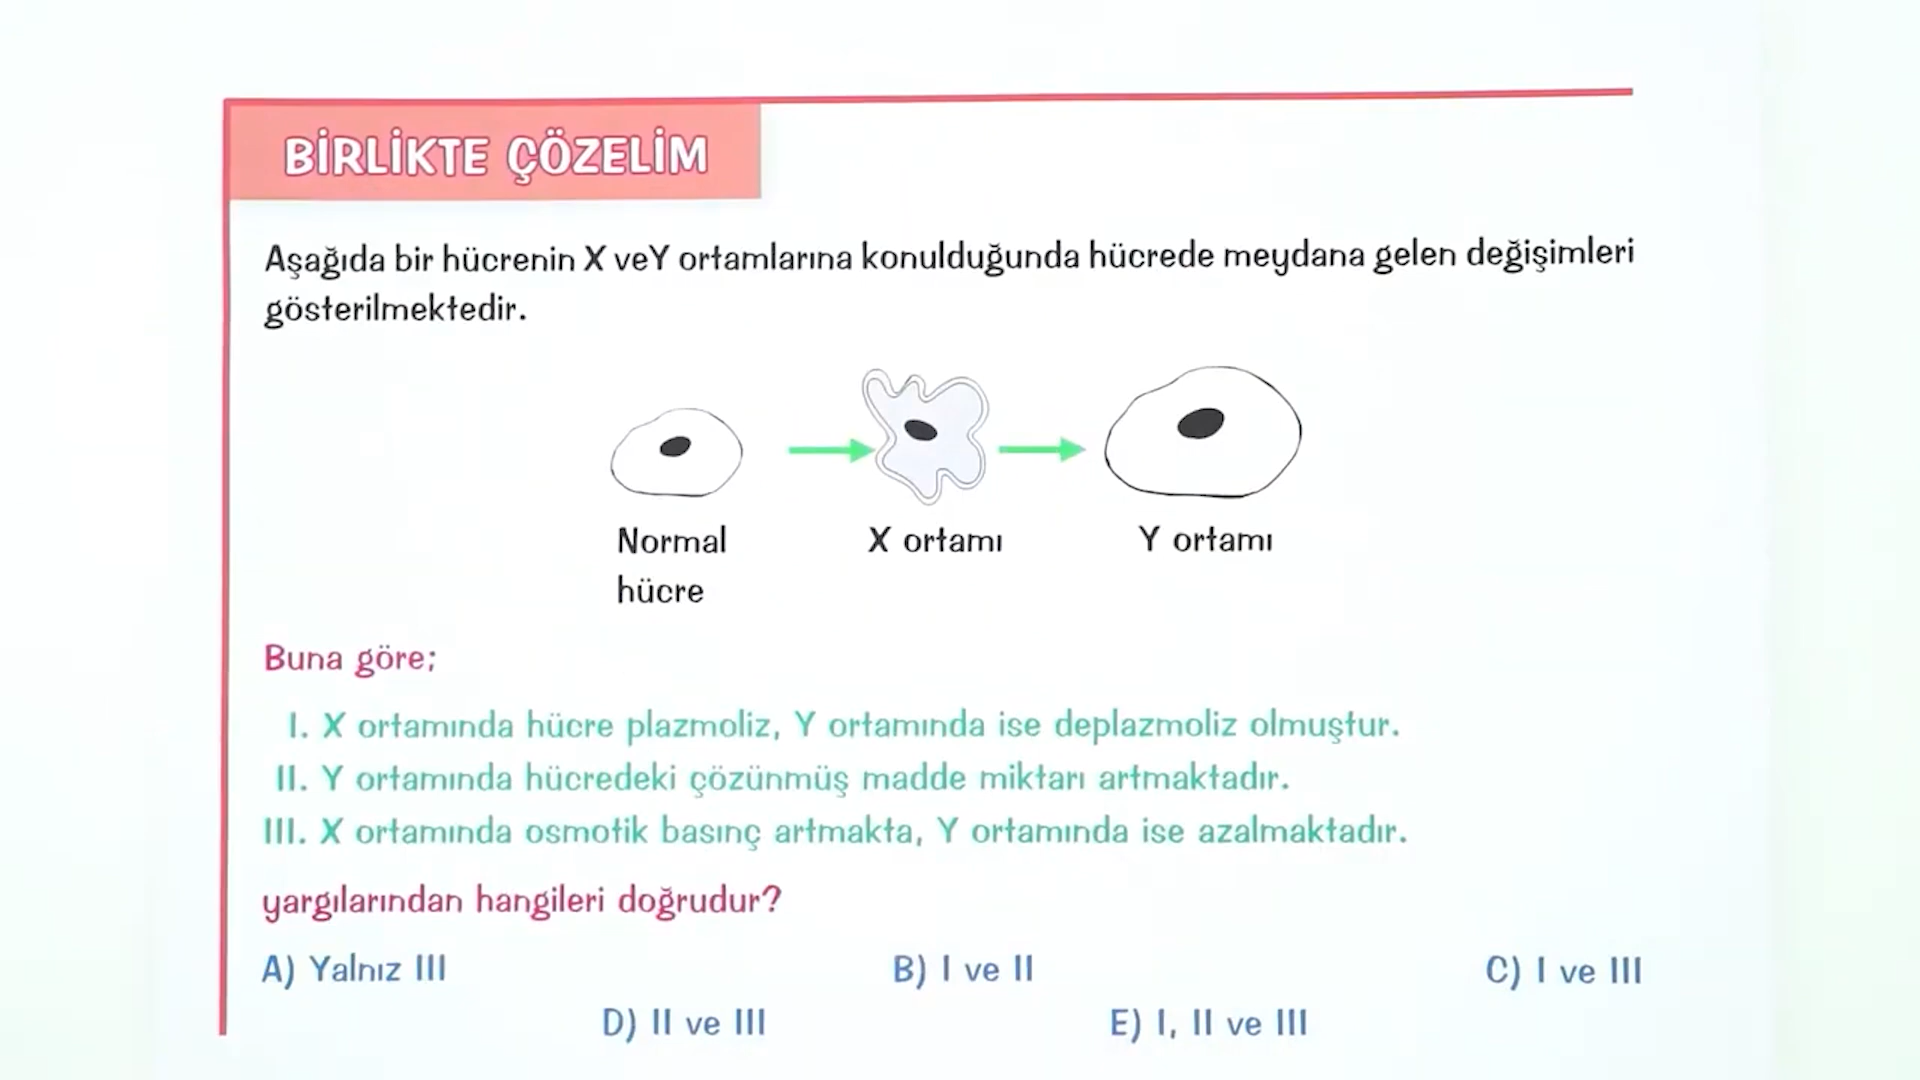 BİRLİKTE ÇÖZELİM
Aşağıda bir hücrenin X veY ortamlarına konulduğunda hücrede meydana gelen değişimleri
gösterilmektedir.
Normal hücre
X ortamı
Y ortamı
Buna göre;
I. X ortamında hücre plazmoliz, Y ortamında ise deplazmoliz olmuştur.
II. Y ortamında hücredeki çözünmüş madde miktarı artmaktadır.
III. X ortamında osmotik basınç artmakta, Y ortamında ise azalmaktadır.
yargılarından hangileri doğrudur?
A) Yalnız III
B) I ve II
C) I ve III
D) II ve III
E) I, II ve III